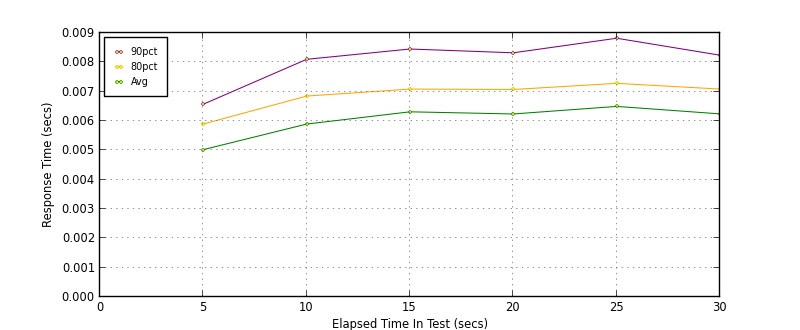 0.009
0.008
0.007
0.006
0.005
0.004
0.003
0.002
0.001
0.000
Response Time (secs)
90pct
80pct
Avg
0 5 10 15 20 25 30
Elapsed Time In Test (secs)